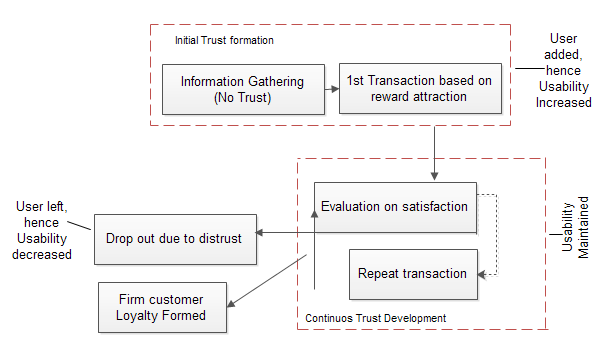 Initial Trust formation
Information Gathering
(No Trust)
1st Transaction based on
reward attraction
User
added,
hence
Usability
Increased
Evaluation on satisfaction
Repeat transaction
Continuos Trust Development
Usability
Maintained
User left,
hence
Usability
decreased
Drop out due to distrust
Firm customer
Loyalty Formed